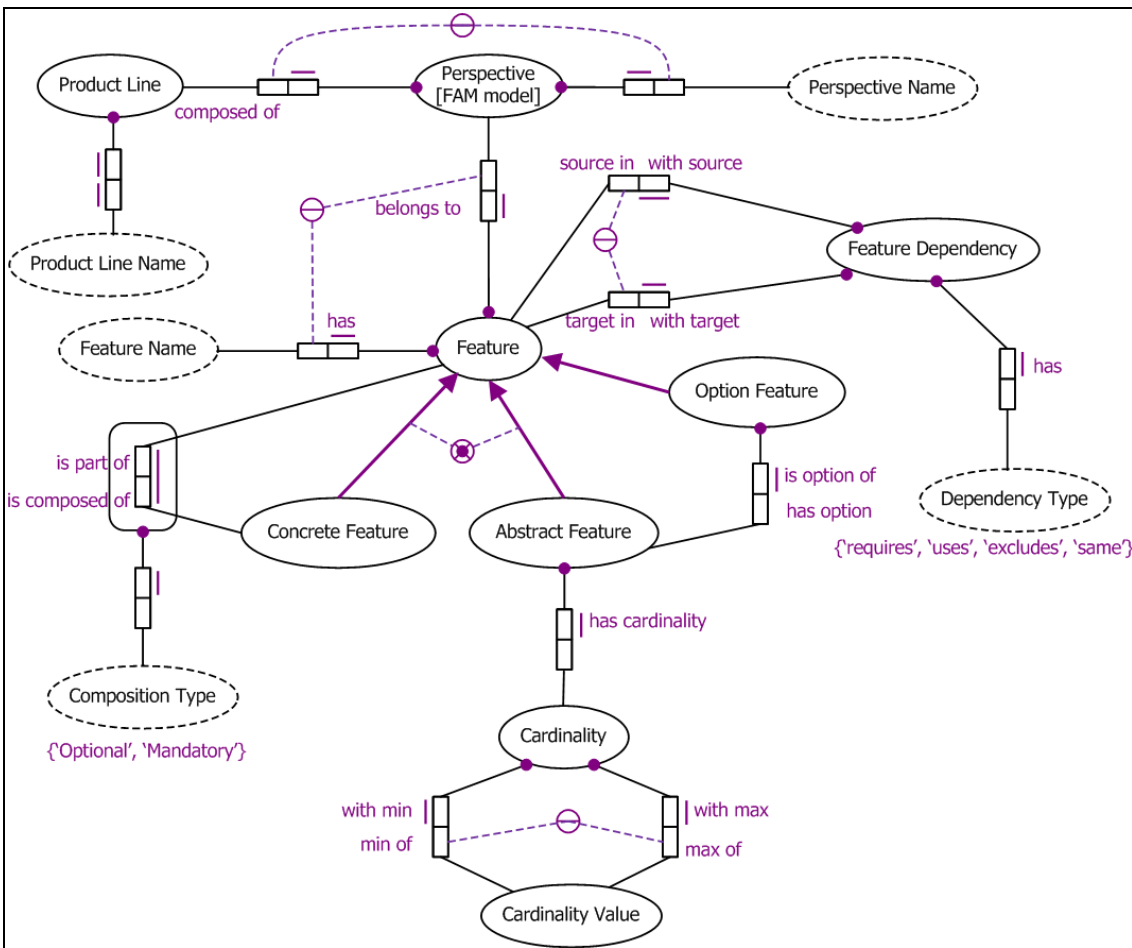 Product Line
Perspective
[FAM model]
Perspective Name
composed of
source in
with source
belongs to
Product Line Name
Feature Dependency
target in
with target
has
Feature Name
Feature
has
Option Feature
is part of
is option of
is composed of
has option
Concrete Feature
Abstract Feature
Dependency Type
{‘requires’, ‘uses’, ‘excludes’, ‘same’}
has cardinality
Composition Type
{‘Optional’, ‘Mandatory’}
Cardinality
with min
with max
min of
max of
Cardinality Value